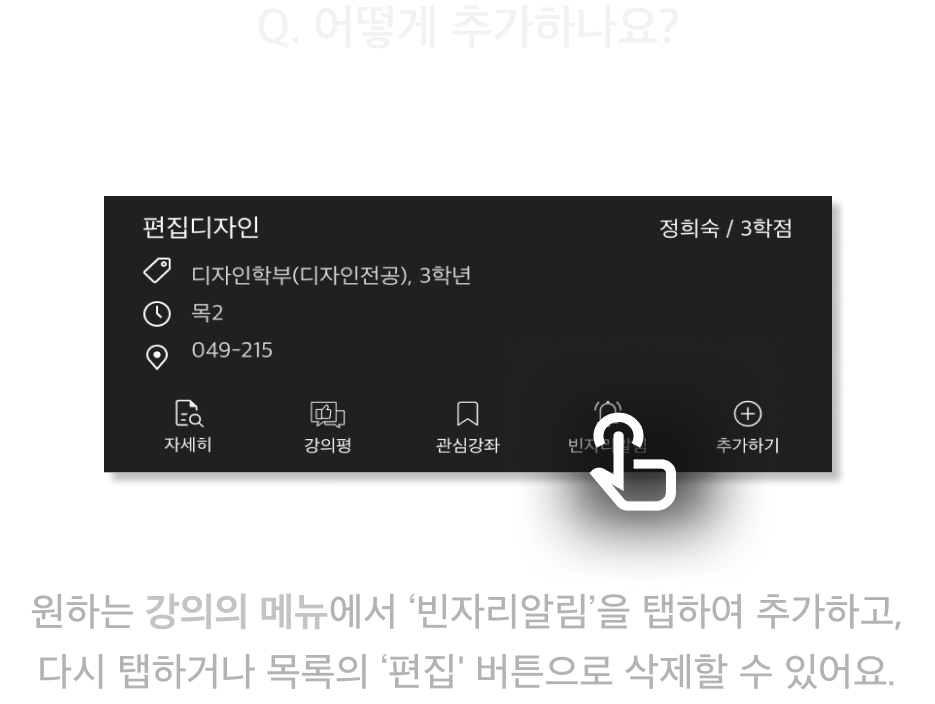 Q. 어떻게 추가하나요?
편집디자인
정희숙 / 3학점
디자인학부(디자인전공), 3학년
목2
049-215
자세히
강의평
관심강좌
빈자리알림
추가하기
원하는 강의의 메뉴에서 ‘빈자리알림’을 탭하여 추가하고,
다시 탭하거나 목록의 ‘편집' 버튼으로 삭제할 수 있어요.